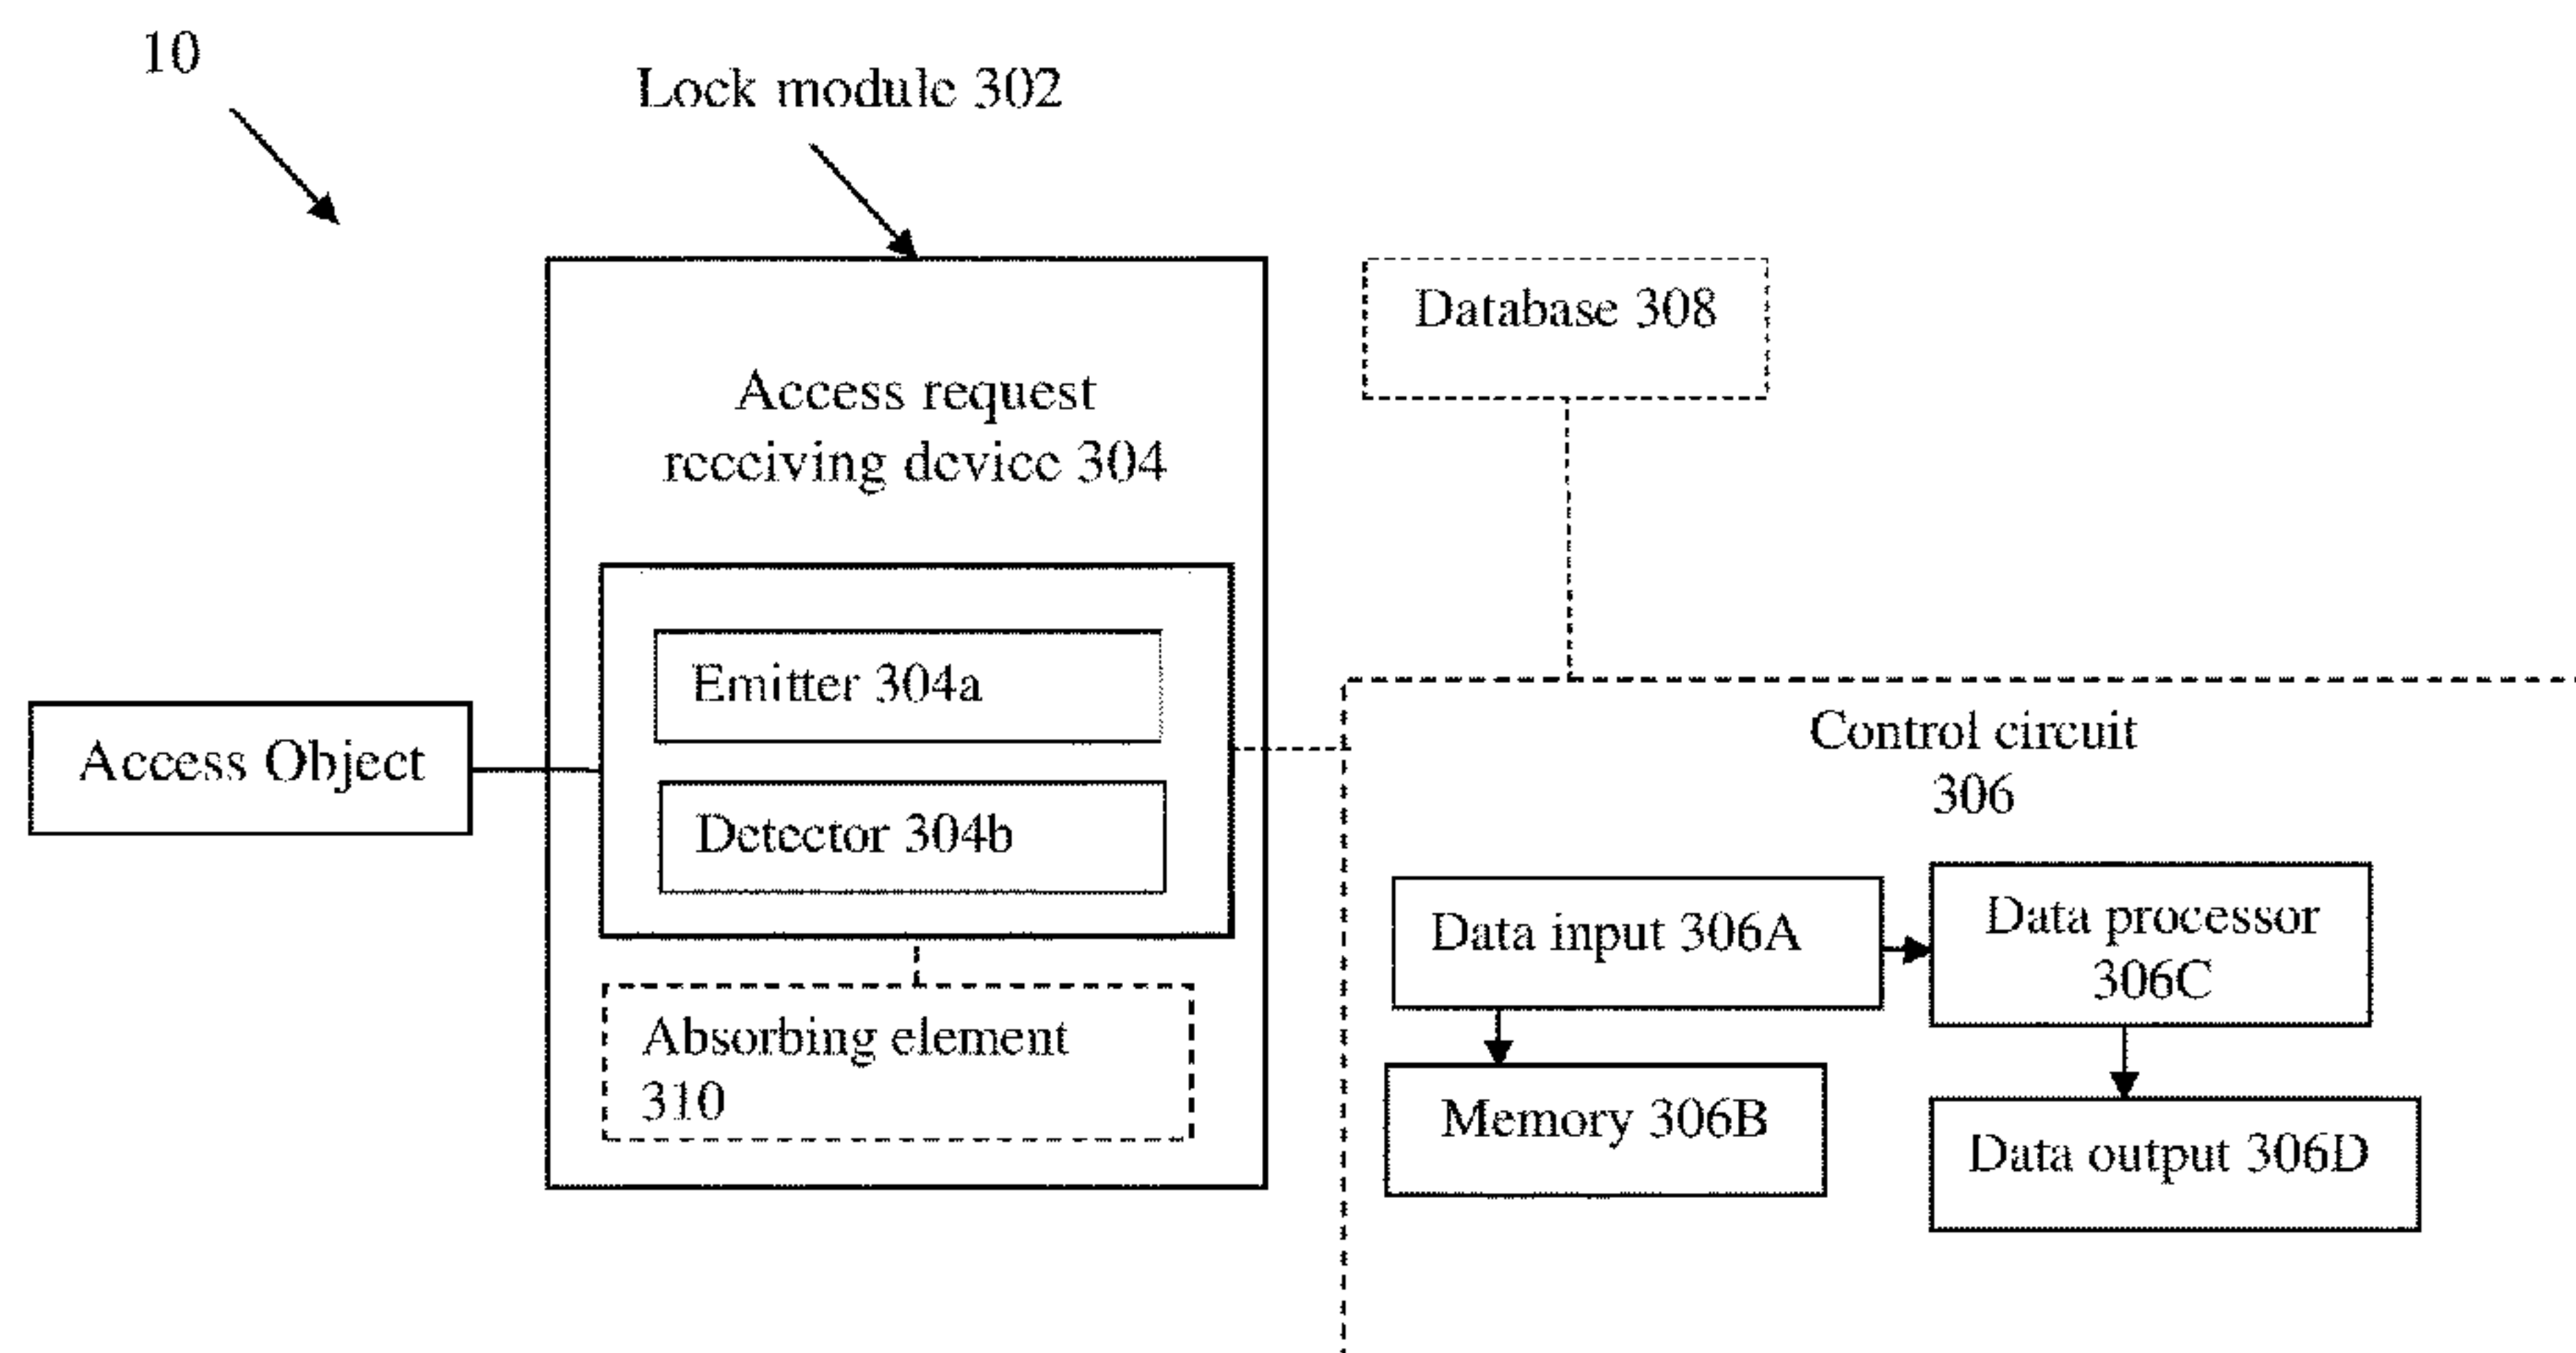 10
Lock module 302
Database 308
Access request
receiving device 304
Emitter 304a
Control circuit
306
Access Object
Detector 304b
Data input 306A
Data processor
306C
Absorbing element
310
Memory 306B
Data output 306D